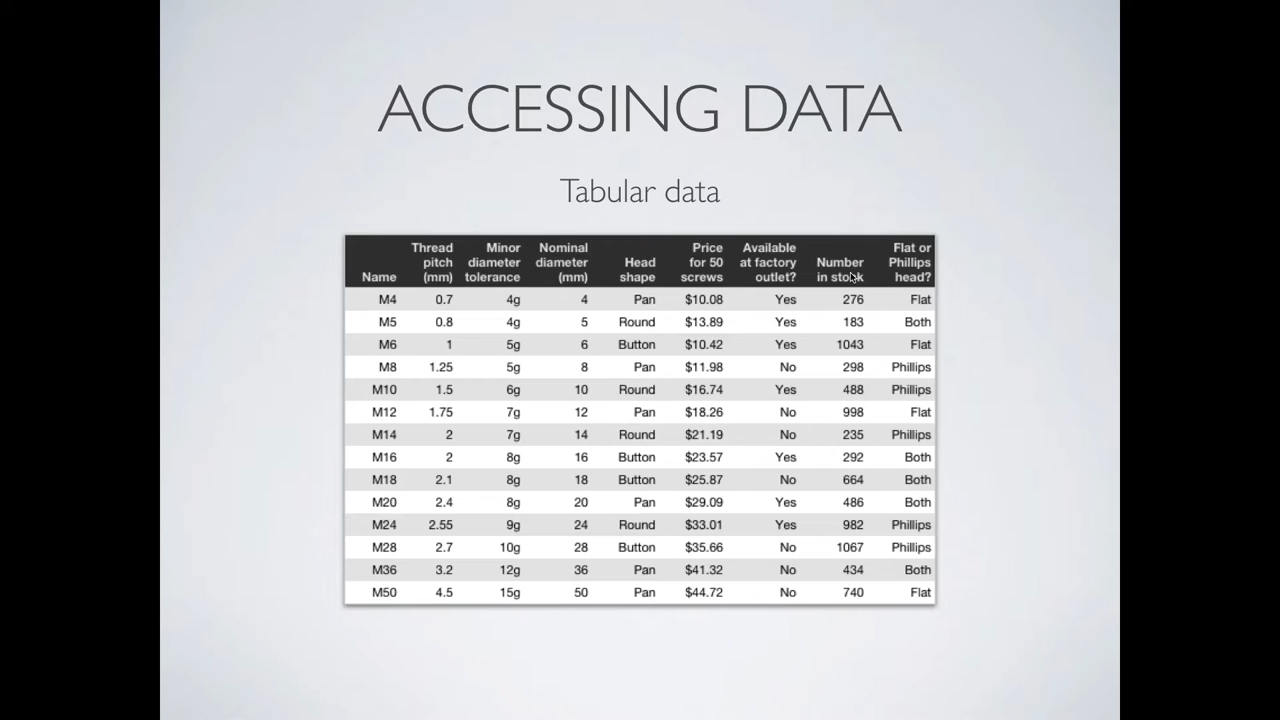 ACCESSING DATA
Tabular data
Name Thread pitch (mm) Minor diameter tolerance Nominal diameter (mm) Head shape Price for 50 screws Available at factory outlet? Number in stock Flat or Phillips head?
M4 0.7 4g 4 Pan $10.08 Yes 276 Flat
M5 0.8 4g 5 Round $13.89 Yes 183 Both
M6 1 5g 6 Button $10.42 Yes 1043 Flat
M8 1.25 5g 8 Pan $11.98 No 298 Phillips
M10 1.5 6g 10 Round $16.74 Yes 488 Phillips
M12 1.75 7g 12 Pan $18.26 No 998 Flat
M14 2 7g 14 Round $21.19 No 235 Phillips
M16 2 8g 16 Button $23.57 Yes 292 Both
M18 2.1 8g 18 Button $25.87 No 664 Both
M20 2.4 8g 20 Pan $29.09 Yes 486 Both
M24 2.55 9g 24 Round $33.01 Yes 982 Phillips
M28 2.7 10g 28 Button $35.66 No 1067 Phillips
M36 3.2 12g 36 Pan $41.32 No 434 Both
M50 4.5 15g 50 Pan $44.72 No 740 Flat